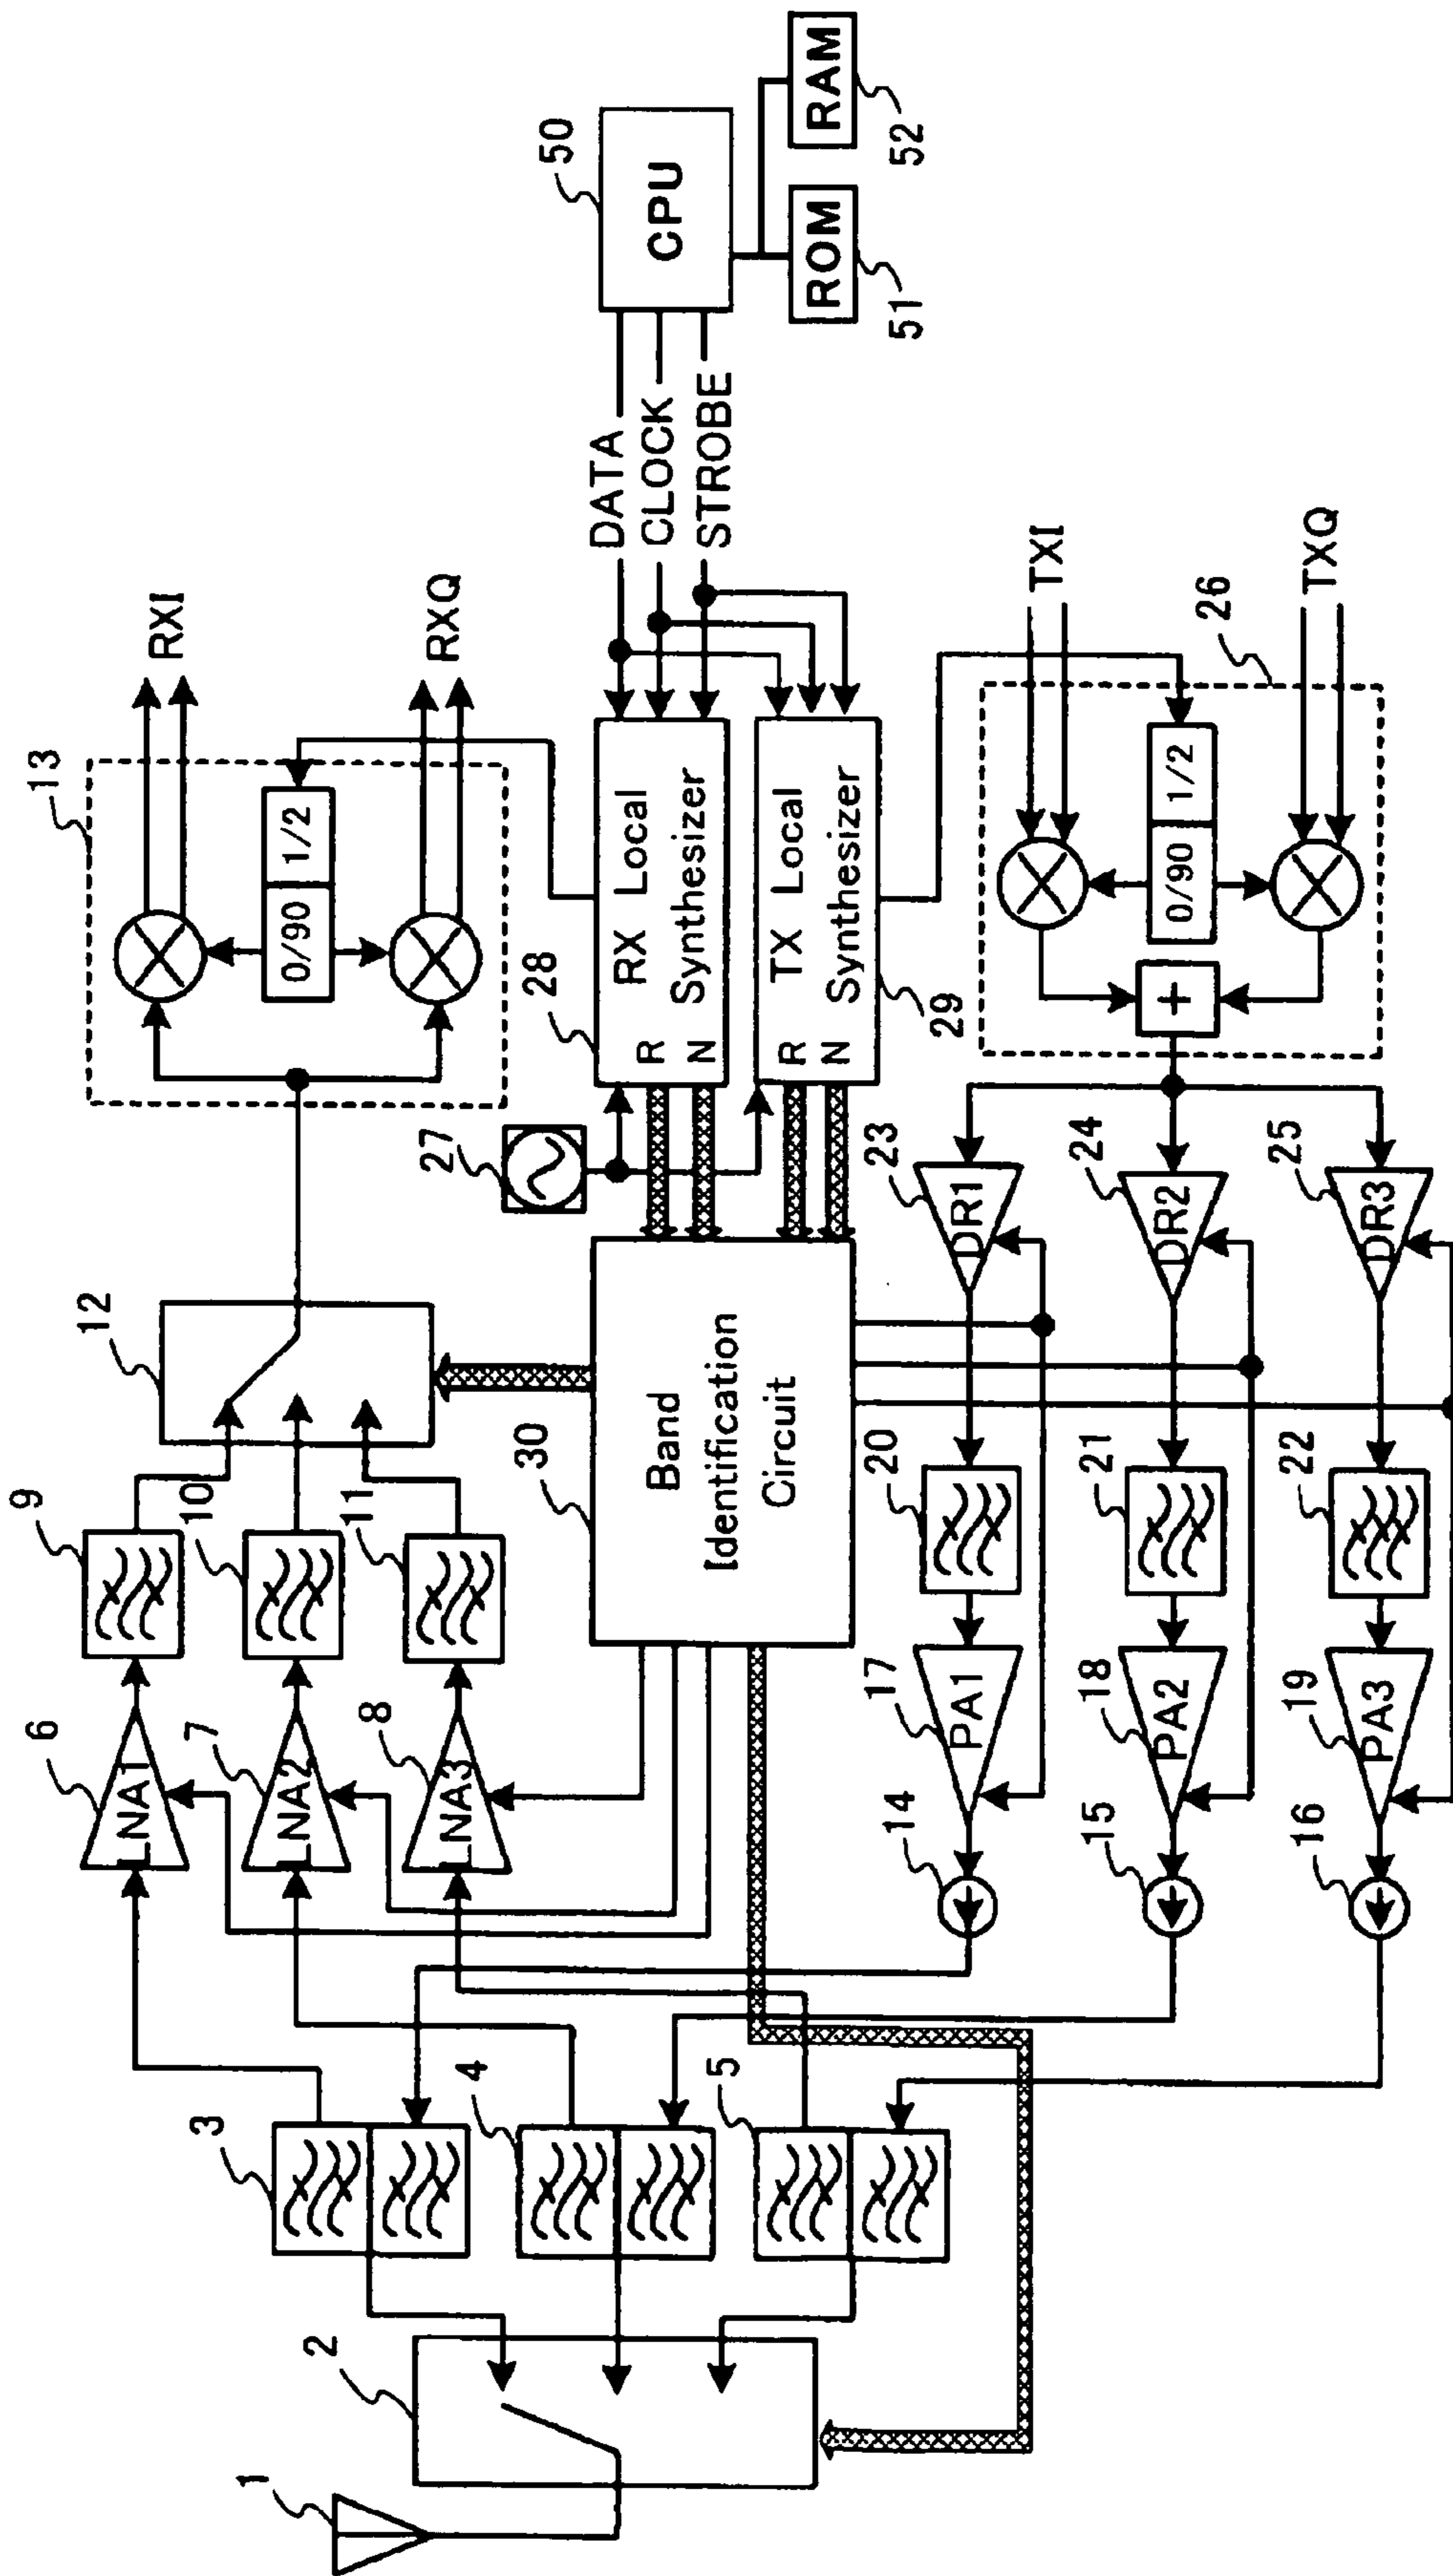 13
RXI
RXQ
0/90 1/2
50
CPU
ROM
51
RAM
52
DATA
CLOCK
STROBE
12
9
10
11
6
LNA1
7
LNA2
8
LNA3
3
4
5
2
1
27
28
RX Local
Synthesizer
R
N
TX Local
Synthesizer
R
N
29
30
Band
Identification
Circuit
TXI
TXQ
26
0/90 1/2
+
23
DR1
24
DR2
25
DR3
20
21
22
17
PA1
18
PA2
19
PA3
14
15
16